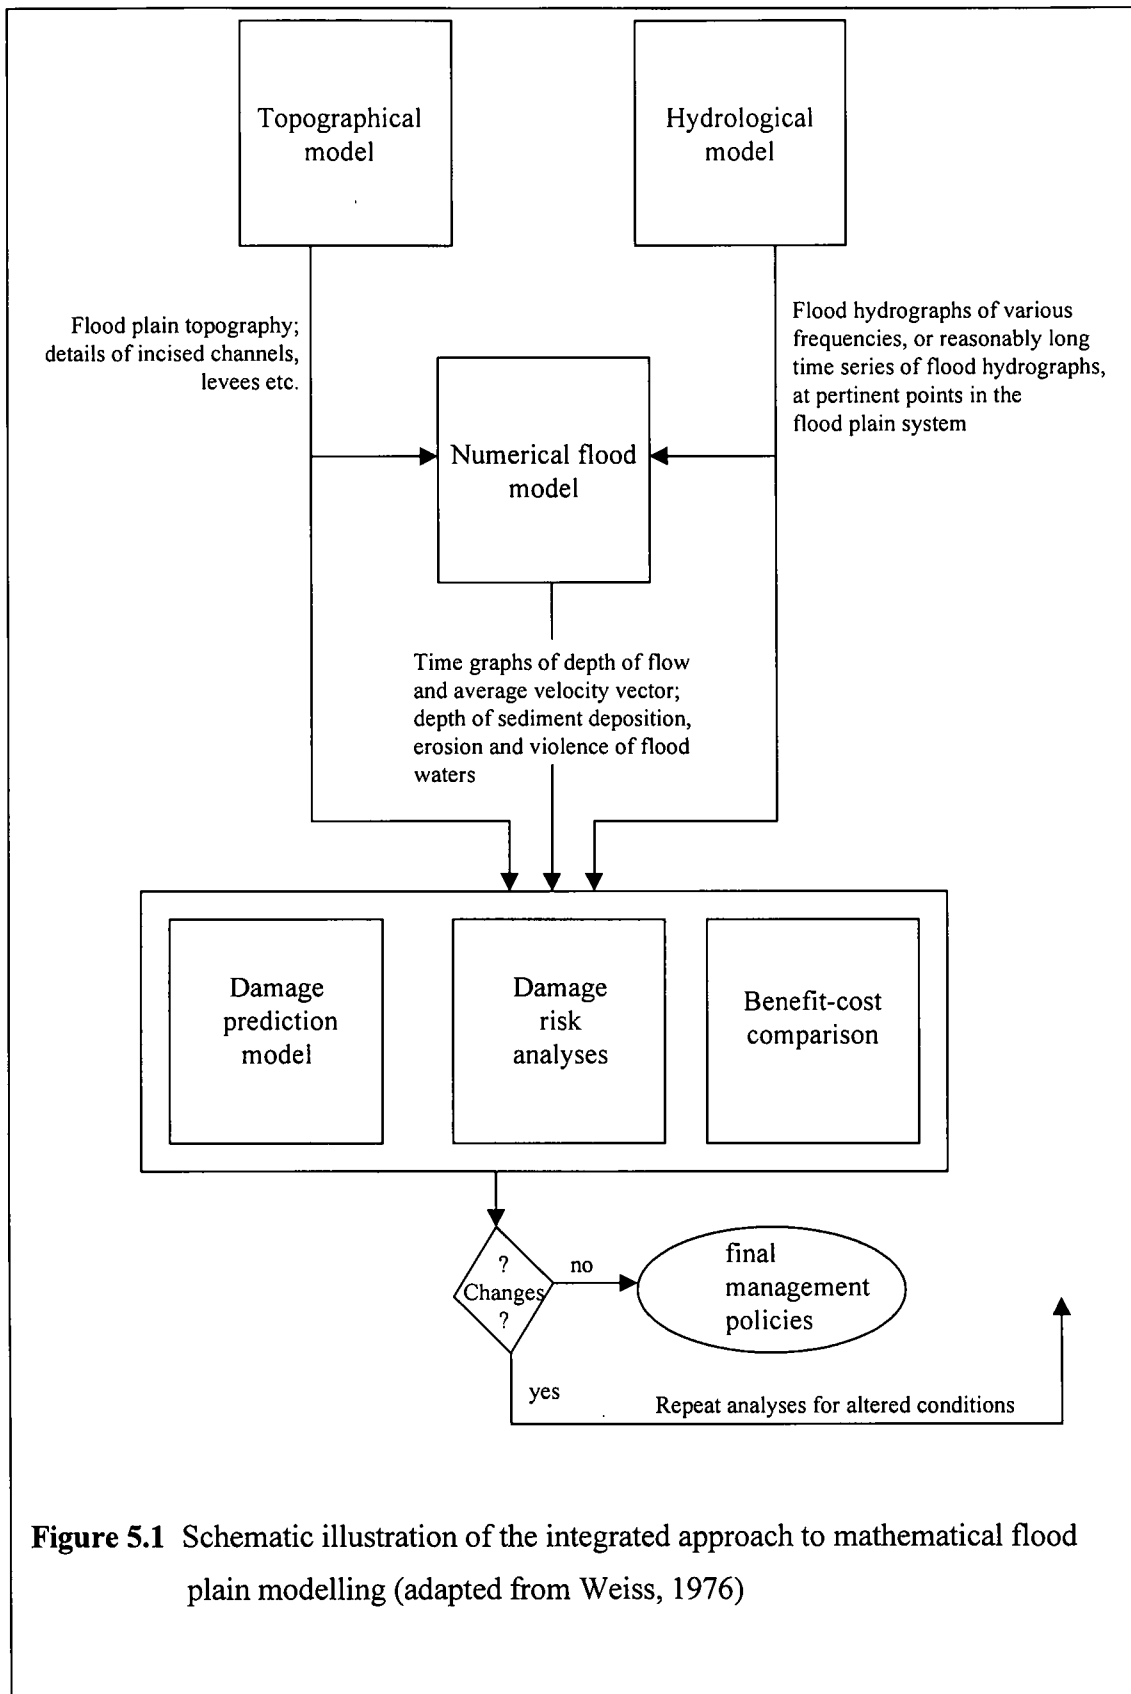 Topographical
model
Hydrological
model
Flood plain topography;
details of incised channels,
levees etc.
Flood hydrographs of various
frequencies, or reasonably long
time series of flood hydrographs,
at pertinent points in the
flood plain system
Numerical flood
model
Time graphs of depth of flow
and average velocity vector;
depth of sediment deposition,
erosion and violence of flood
waters
Damage
prediction
model
Damage
risk
analyses
Benefit-cost
comparison
?
Changes
?
no
final
management
policies
yes
Repeat analyses for altered conditions
Figure 5.1 Schematic illustration of the integrated approach to mathematical flood
plain modelling (adapted from Weiss, 1976)